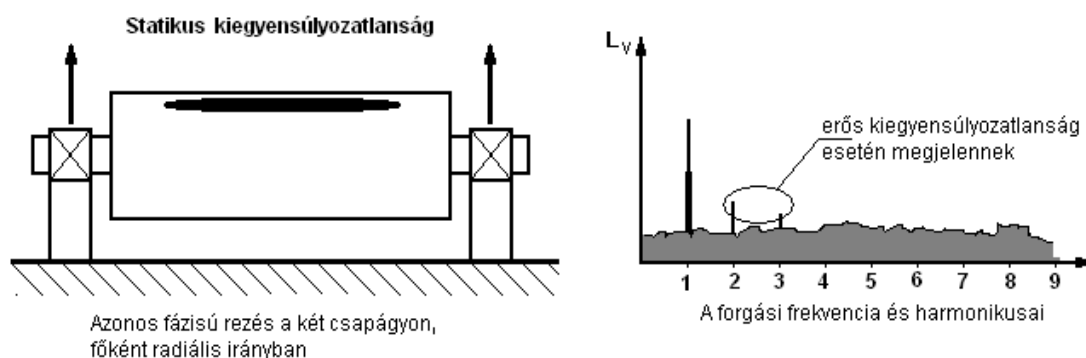 Statikus kiegyensúlyozatlanság
Azonos fázisú rezés a két csapágyon,
főként radiális irányban
Lv
erős kiegyensúlyozatlanság
esetén megjelennek
1 2 3 4 5 6 7 8 9
A forgási frekvencia és harmonikusai